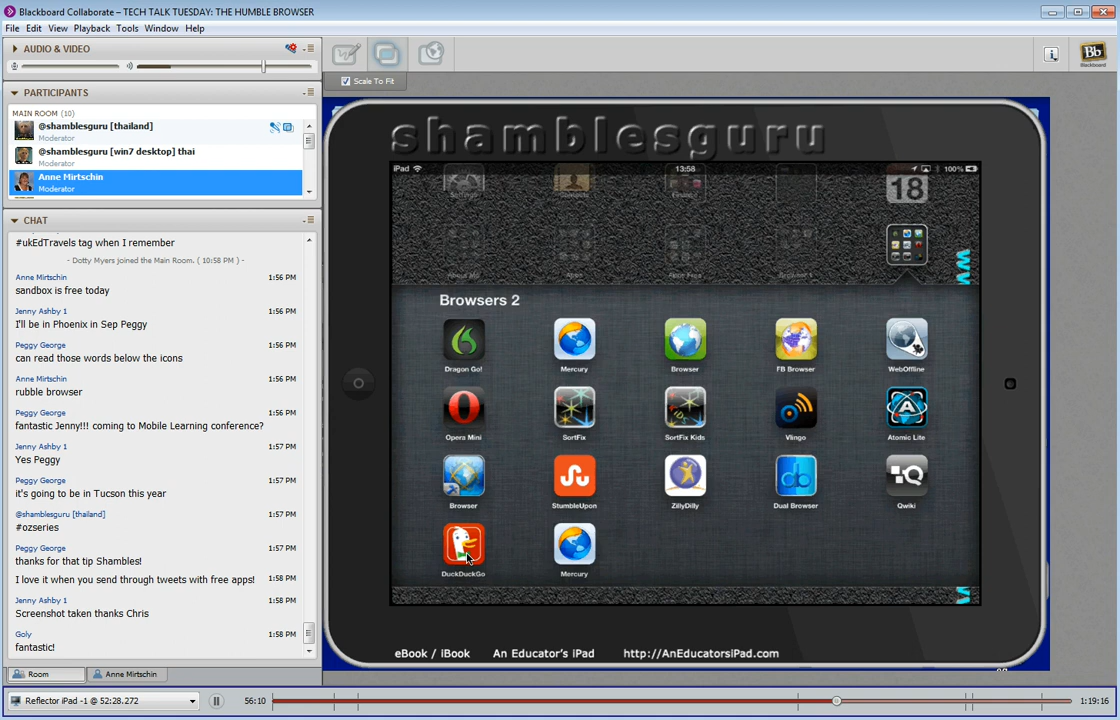 Blackboard Collaborate – TECH TALK TUESDAY: THE HUMBLE BROWSER
File Edit View Playback Tools Window Help
AUDIO & VIDEO
PARTICIPANTS
MAIN ROOM (10)
@shamblesguru [thailand]
Moderator
@shamblesguru [win7 desktop] thai
Moderator
Anne Mirtschin
Moderator
CHAT
#ukEdTravels tag when I remember
- Dotty Myers joined the Main Room. ( 10:58 PM ) -
Anne Mirtschin 1:56 PM
sandbox is free today
Jenny Ashby 1 1:56 PM
I'll be in Phoenix in Sep Peggy
Peggy George 1:56 PM
can read those words below the icons
Anne Mirtschin 1:56 PM
rubble browser
Peggy George 1:56 PM
fantastic Jenny!!! coming to Mobile Learning conference?
Jenny Ashby 1 1:57 PM
Yes Peggy
Peggy George 1:57 PM
it's going to be in Tucson this year
@shamblesguru [thailand] 1:57 PM
#ozseries
Peggy George 1:57 PM
thanks for that tip Shambles!
I love it when you send through tweets with free apps! 1:58 PM
Jenny Ashby 1 1:58 PM
Screenshot taken thanks Chris
Goly 1:58 PM
fantastic!
Room Anne Mirtschin
Reflector iPad -1 @ 52:28.272
56:10
1:19:16
Scale To Fit
Bb
Blackboard
shamblesguru
iPad 13:58 100%
Settings Contacts Finance 18
Browsers 2
Dragon Go! Mercury Browser FB Browser WebOffline
Opera Mini SortFix SortFix Kids Vlingo Atomic Lite
Browser StumbleUpon ZillyDilly Dual Browser Qwiki
DuckDuckGo Mercury
eBook / iBook An Educator's iPad http://AnEducatorsiPad.com